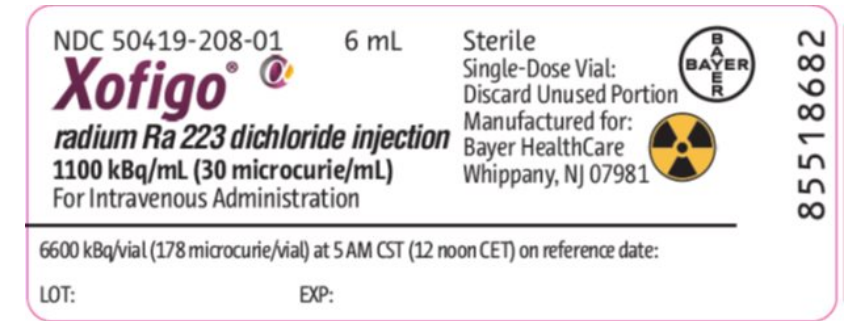 NDC 50419-208-01 6 mL
Xofigo®
radium Ra 223 dichloride injection
1100 kBq/mL (30 microcurie/mL)
For Intravenous Administration
Sterile
Single-Dose Vial:
Discard Unused Portion
Manufactured for:
Bayer HealthCare
Whippany, NJ 07981
BAYER
BAYER
85518682
6600 kBq/vial (178 microcurie/vial) at 5 AM CST (12 noon CET) on reference date:
LOT: EXP: